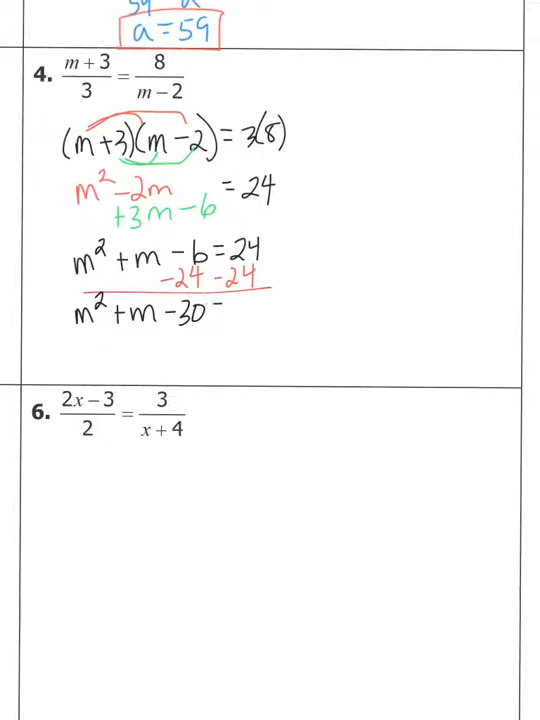 59 a
a = 59
4. m + 3 / 3 = 8 / m − 2
(m + 3)(m − 2) = 3(8)
m² − 2m = 24
+3m − 6
m² + m − 6 = 24
−24 −24
m² + m − 30 =
6. 2x − 3 / 2 = 3 / x + 4